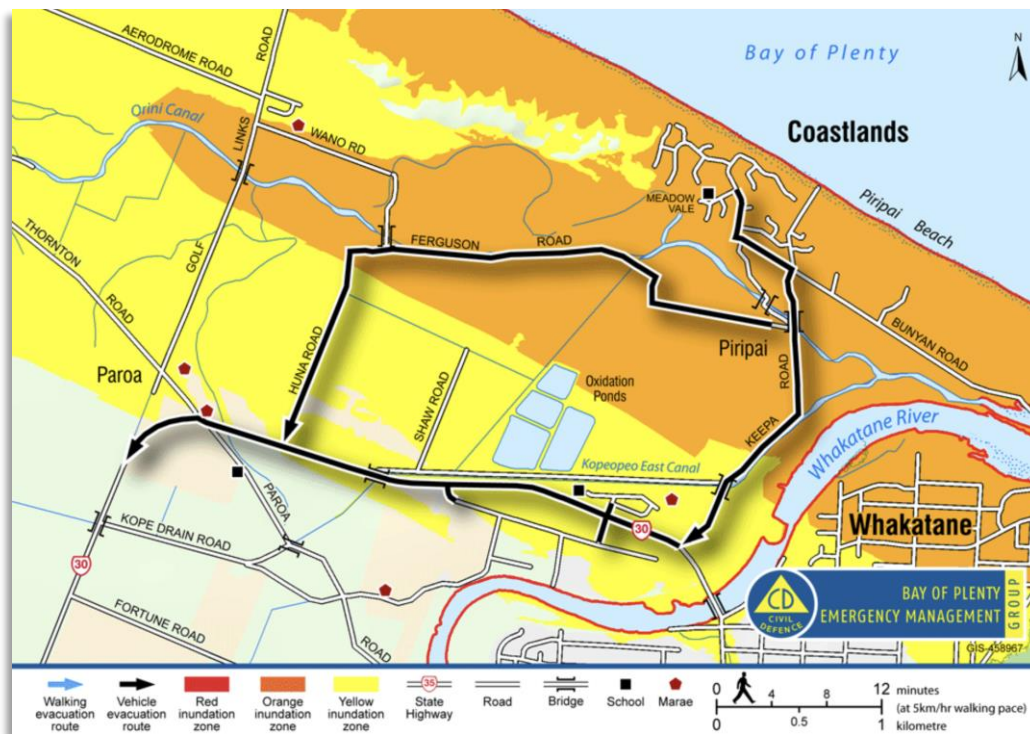 Bay of Plenty
N
AERODROME ROAD
ROAD
Orini Canal
LINKS
WANO RD
Coastlands
MEADOW
VALE
Piripai Beach
THORNTON
ROAD
GOLF
FERGUSON
ROAD
HUNA ROAD
Paroa
SHAW ROAD
Oxidation
Ponds
Piripai
ROAD
BUNYAN ROAD
KEEPA
Kopeopeo East Canal
Whakatane River
PAROA
30
Whakatane
KOPE DRAIN ROAD
30
FORTUNE ROAD
ROAD
CD
CIVIL
DEFENCE
BAY OF PLENTY
EMERGENCY MANAGEMENT
GROUP
GIS-458967
Walking
evacuation
route
Vehicle
evacuation
route
Red
inundation
zone
Orange
inundation
zone
Yellow
inundation
zone
35
State
Highway
Road
Bridge
School
Marae
0 4 8 12 minutes
(at 5km/hr walking pace)
0 0.5 1 kilometre